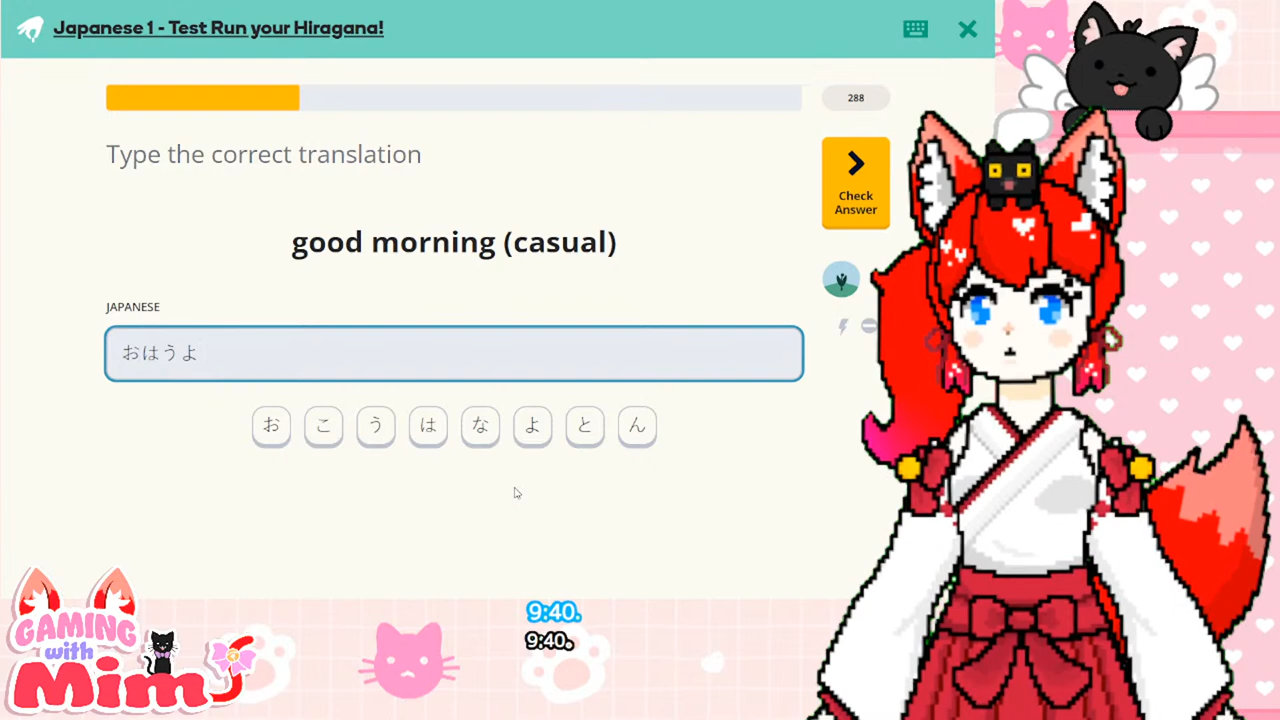 Japanese 1 - Test Run your Hiragana!
288
Type the correct translation
Check
Answer
good morning (casual)
JAPANESE
おはうよ
お こ う は な よ と ん
9:40.
9:40.
GAMING
with
Mim